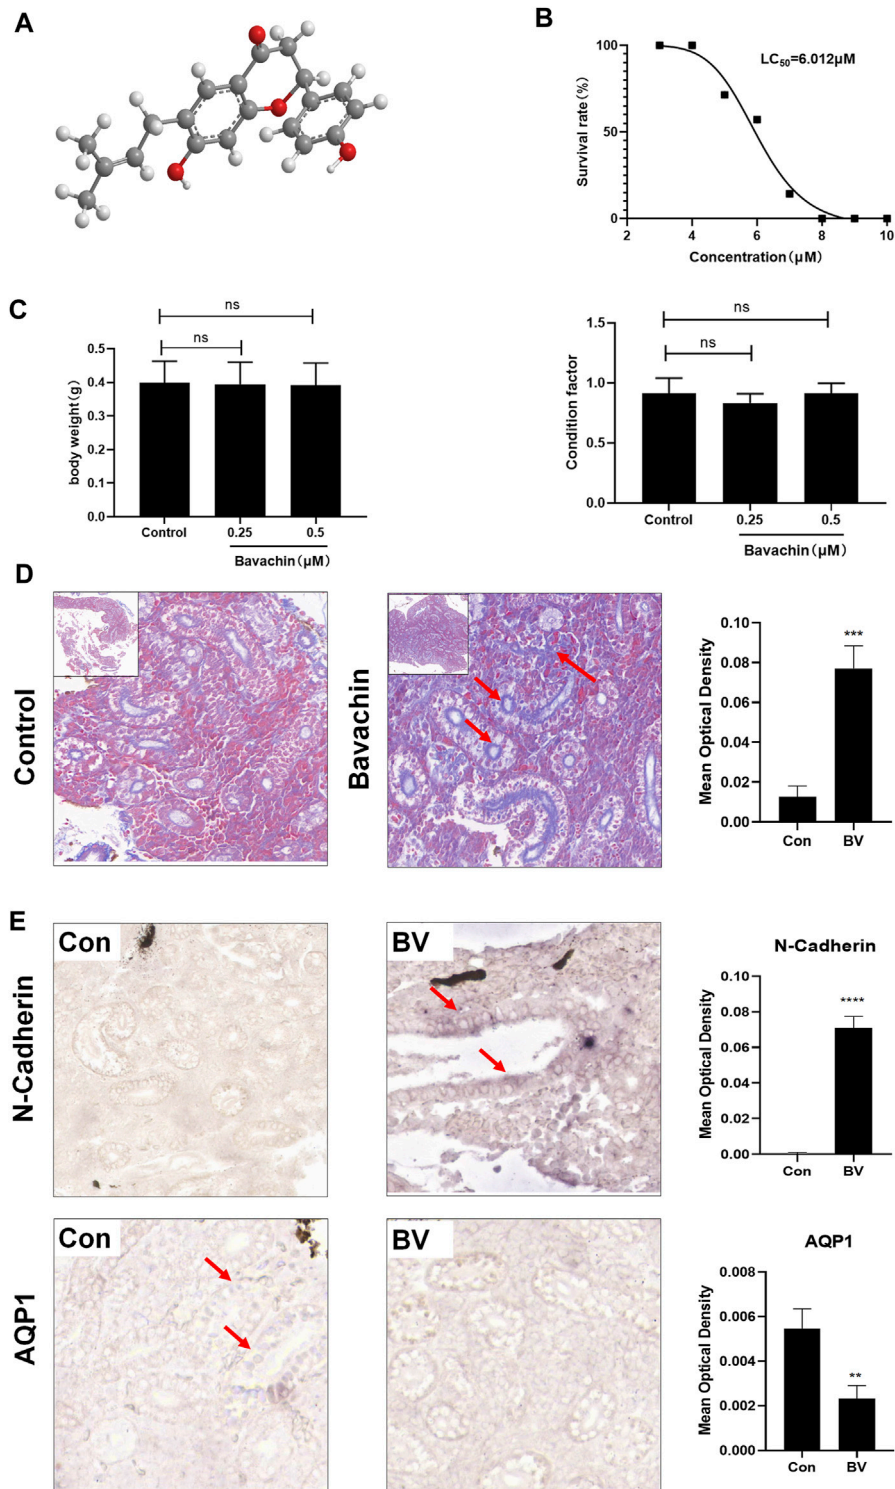 A
B
LC50=6.012μM
Survival rate(%)
100
50
0
2
4
6
8
10
Concentration(μM)
C
ns
ns
body weight(g)
0.5
0.4
0.3
0.2
0.1
0.0
Control
0.25
0.5
Bavachin(μM)
ns
ns
Condition factor
1.5
1.0
0.5
0.0
Control
0.25
0.5
Bavachin(μM)
D
Control
Bavachin
Mean Optical Density
0.10
0.08
0.06
0.04
0.02
0.00
***
Con
BV
E
N-Cadherin
Con
BV
N-Cadherin
Mean Optical Density
0.10
0.08
0.06
0.04
0.02
0.00
****
Con
BV
AQP1
Con
BV
AQP1
Mean Optical Density
0.008
0.006
0.004
0.002
0.000
**
Con
BV